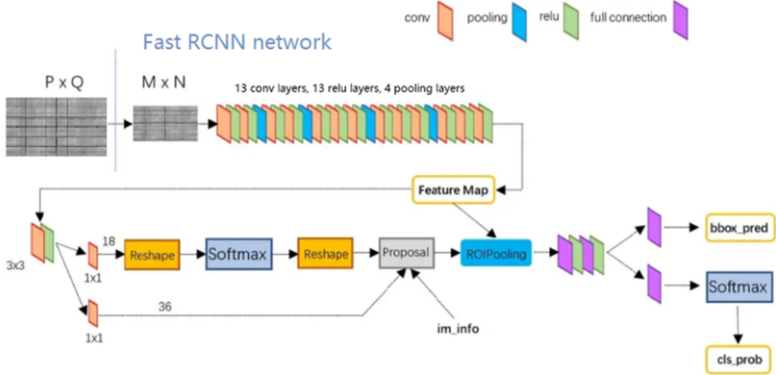 conv pooling relu full connection
Fast RCNN network
P x Q M x N
13 conv layers, 13 relu layers, 4 pooling layers
Feature Map
18
3x3
1x1
Reshape Softmax Reshape Proposal ROIPooling
bbox_pred
Softmax
36
1x1
im_info
cls_prob